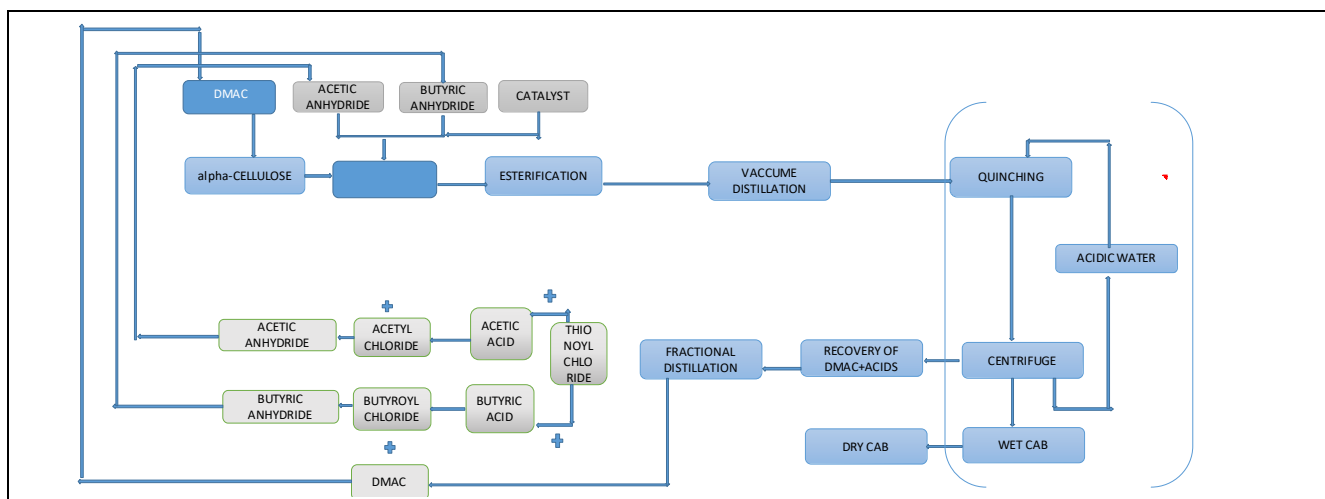 DMAC
ACETIC
ANHYDRIDE
BUTYRIC
ANHYDRIDE
CATALYST
alpha-CELLULOSE
ESTERIFICATION
VACCUME
DISTILLATION
QUINCHING
ACIDIC WATER
ACETIC
ANHYDRIDE
ACETYL
CHLORIDE
ACETIC
ACID
THIO
NOYL
CHLO
RIDE
FRACTIONAL
DISTILLATION
RECOVERY OF
DMAC+ACIDS
CENTRIFUGE
BUTYRIC
ANHYDRIDE
BUTYROYL
CHLORIDE
BUTYRIC
ACID
DRY CAB
WET CAB
DMAC